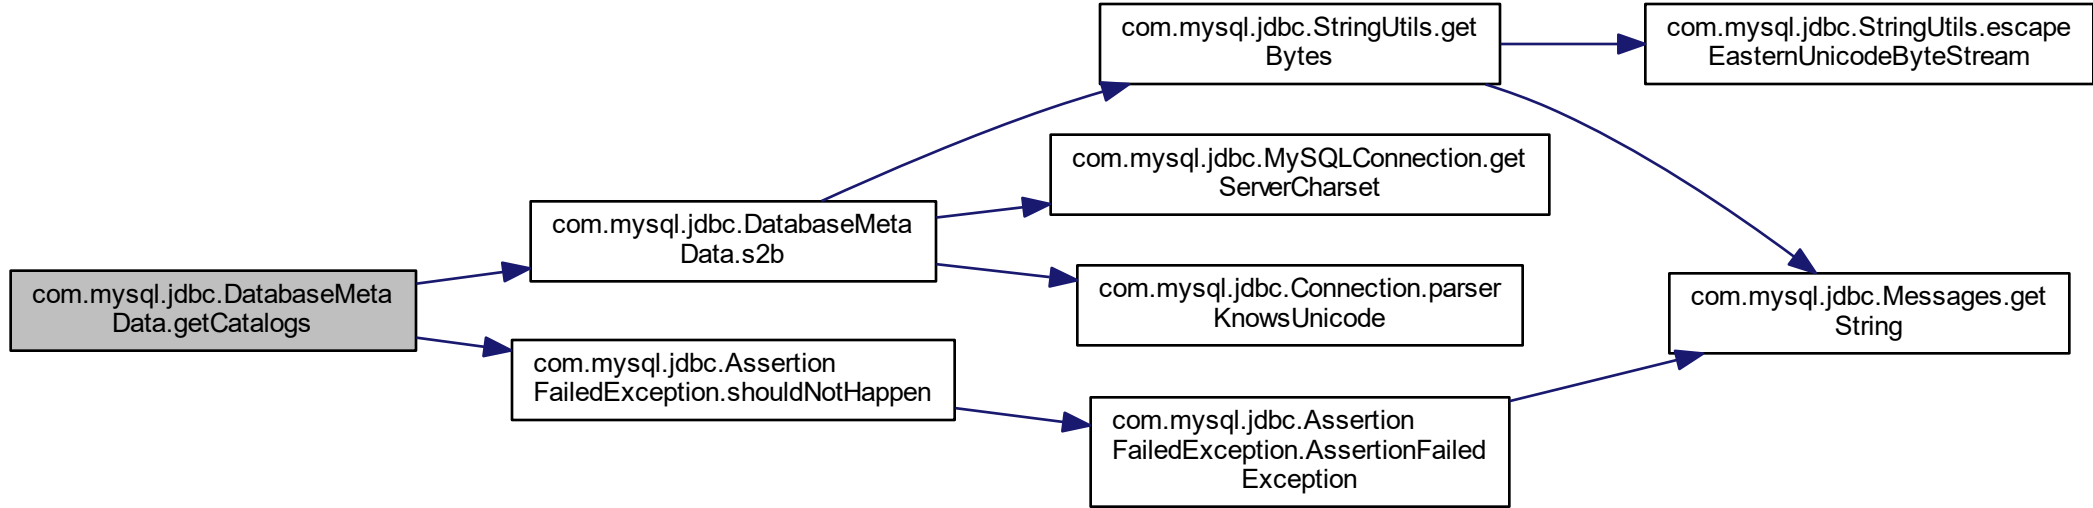 com.mysql.jdbc.DatabaseMeta
Data.getCatalogs
com.mysql.jdbc.DatabaseMeta
Data.s2b
com.mysql.jdbc.StringUtils.get
Bytes
com.mysql.jdbc.StringUtils.escape
EasternUnicodeByteStream
com.mysql.jdbc.MySQLConnection.get
ServerCharset
com.mysql.jdbc.Connection.parser
KnowsUnicode
com.mysql.jdbc.Messages.get
String
com.mysql.jdbc.Assertion
FailedException.shouldNotHappen
com.mysql.jdbc.Assertion
FailedException.AssertionFailed
Exception